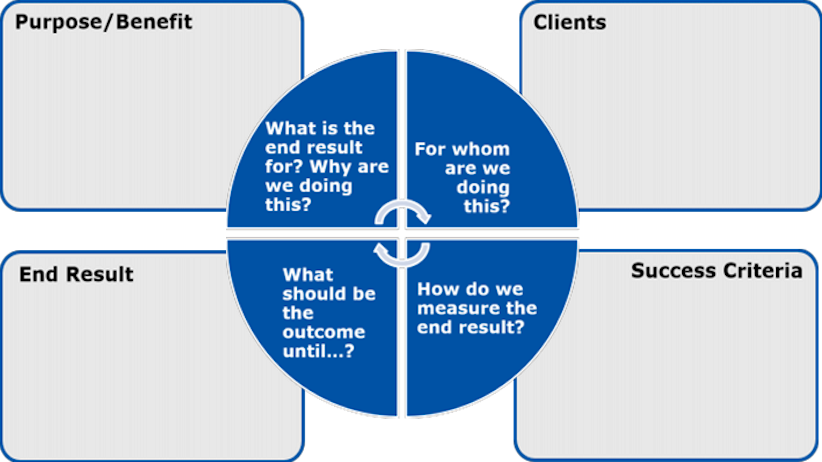 Purpose/Benefit
Clients
What is the
end result
for? Why are
we doing
this?
For whom
are we
doing
this?
End Result
Success Criteria
What
should be
the
outcome
until...?
How do we
measure the
end result?